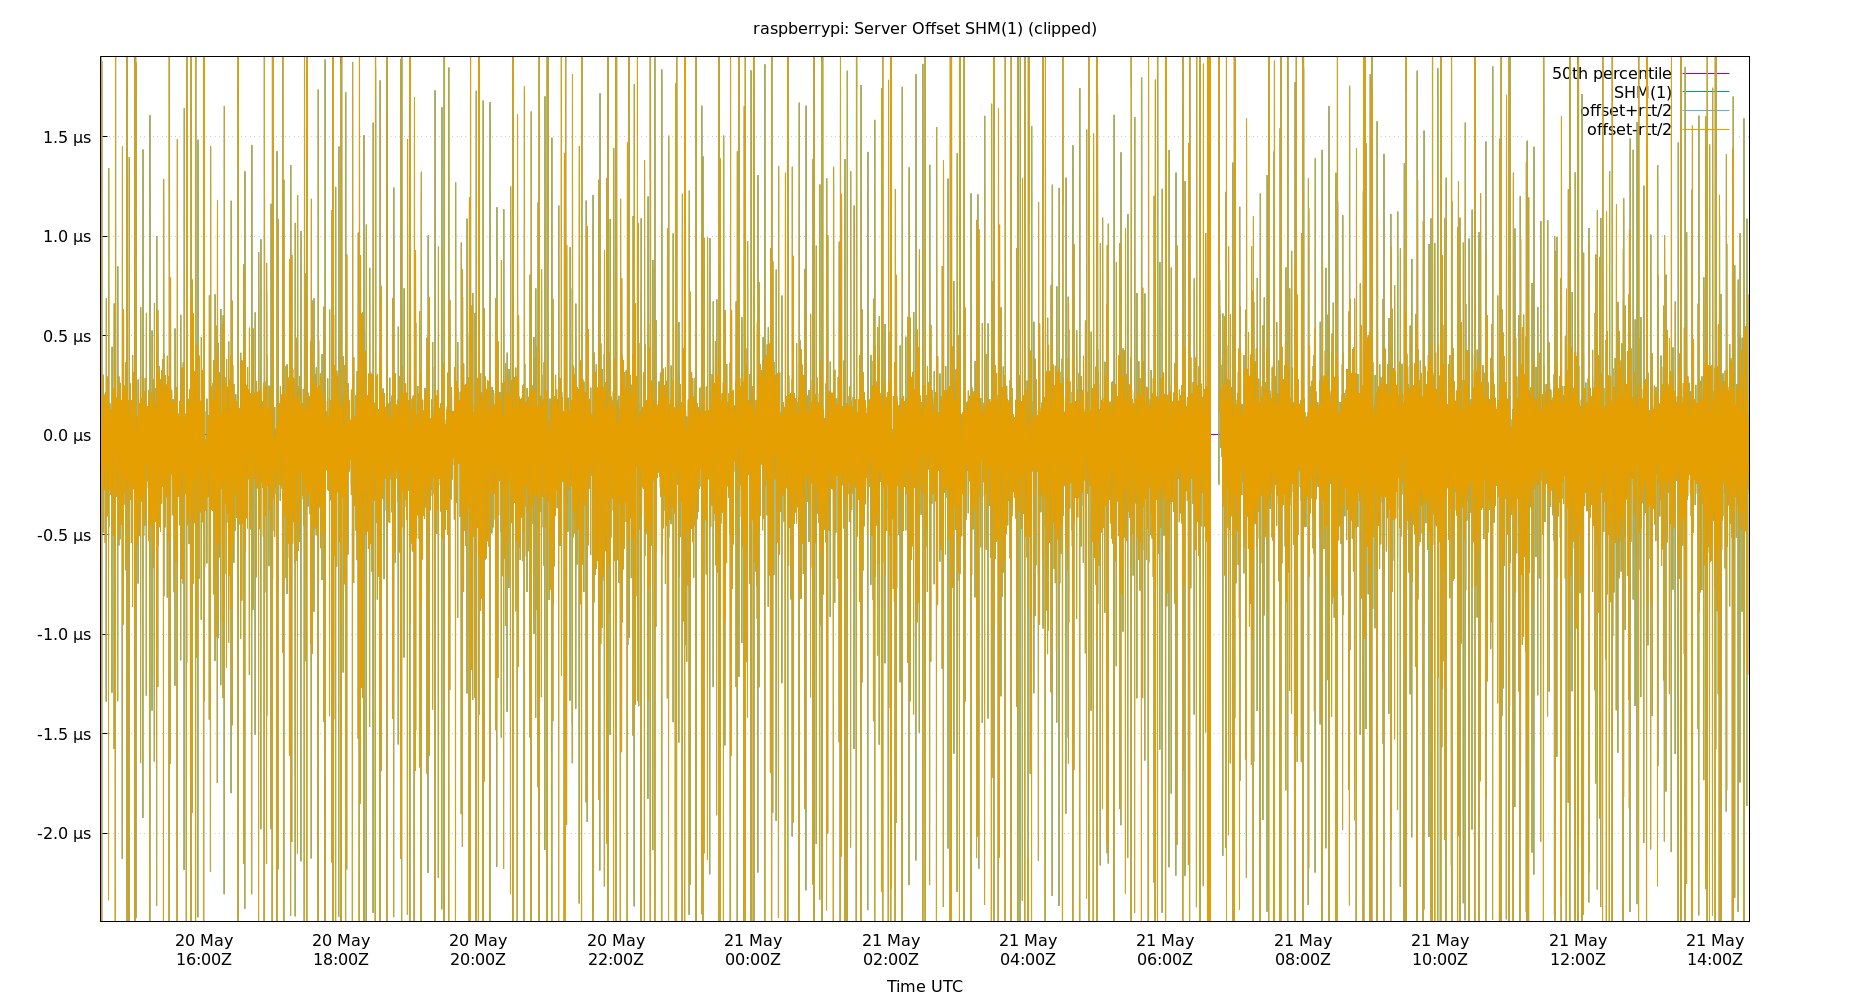 raspberrypi: Server Offset SHM(1) (clipped)
50th percentile
SHM(1)
offset+rtt/2
offset-rtt/2
1.5 µs
1.0 µs
0.5 µs
0.0 µs
-0.5 µs
-1.0 µs
-1.5 µs
-2.0 µs
20 May 20 May 20 May 20 May 21 May 21 May 21 May 21 May 21 May 21 May 21 May 21 May
16:00Z 18:00Z 20:00Z 22:00Z 00:00Z 02:00Z 04:00Z 06:00Z 08:00Z 10:00Z 12:00Z 14:00Z
Time UTC